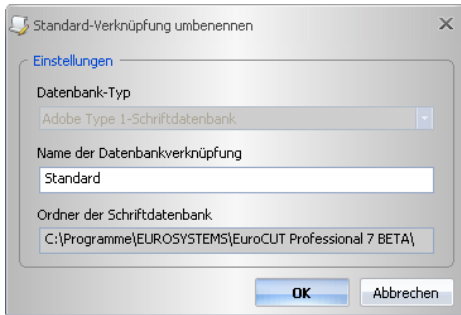 Standard-Verknüpfung umbenennen
Einstellungen
Datenbank-Typ
Adobe Type 1-Schriftdatenbank
Name der Datenbankverknüpfung
Standard
Ordner der Schriftdatenbank
C:\Programme\EUROSYSTEMS\EuroCUT Professional 7 BETA\
OK Abbrechen